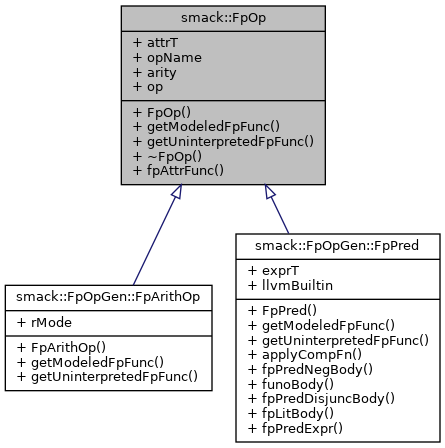 smack::FpOp
+ attrT
+ opName
+ arity
+ op
+ FpOp()
+ getModeledFpFunc()
+ getUninterpretedFpFunc()
+ ~FpOp()
+ fpAttrFunc()
smack::FpOpGen::FpArithOp
+ rMode
+ FpArithOp()
+ getModeledFpFunc()
+ getUninterpretedFpFunc()
smack::FpOpGen::FpPred
+ exprT
+ llvmBuiltin
+ FpPred()
+ getModeledFpFunc()
+ getUninterpretedFpFunc()
+ applyCompFn()
+ fpPredNegBody()
+ funoBody()
+ fpPredDisjuncBody()
+ fpLitBody()
+ fpPredExpr()